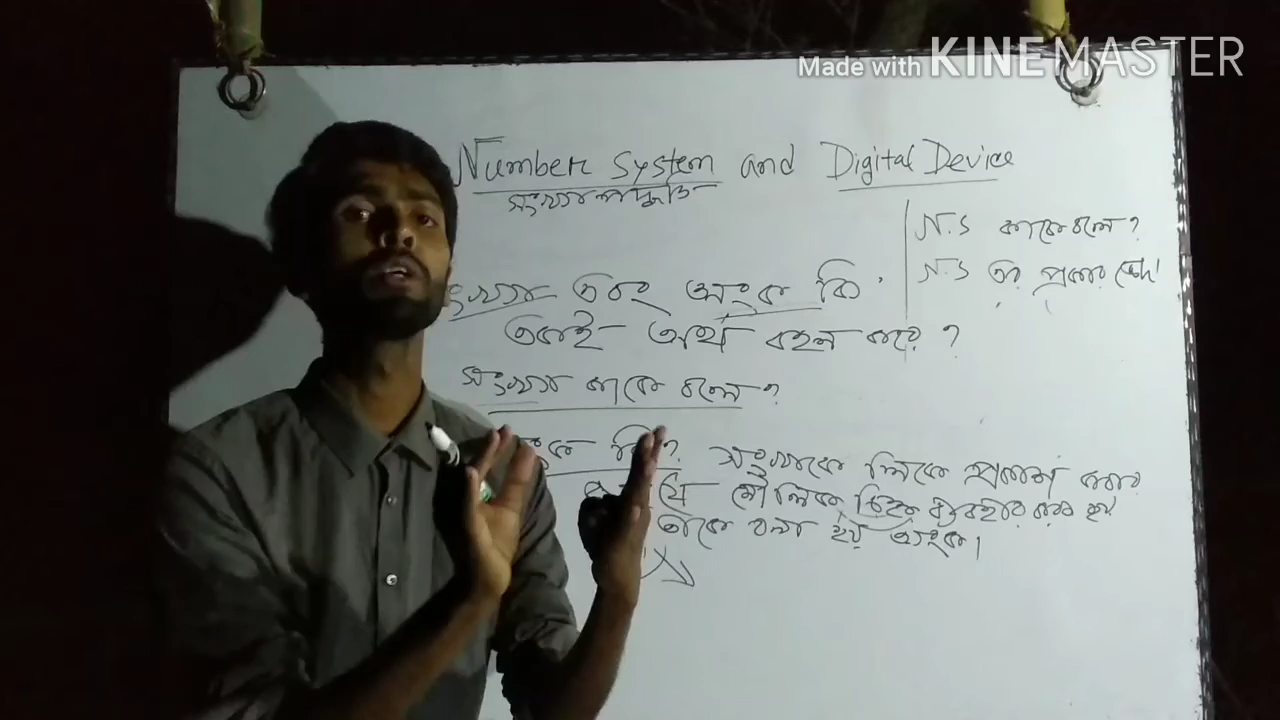 Made with KINEMASTER
Number System and Digital Device
সংখ্যা পদ্ধতি
N.S কাকে বলে?
N.S এর প্রকার ভেদ
সংখ্যা এবং অংক কি
একই অর্থ বহন করে?
সংখ্যা কাকে বলে?
অংক কি? সংখ্যাকে লিখে প্রকাশ করার
যে মৌলিক চিহ্ন ব্যবহার করা হয়
তাকে বলা হয় অংক।